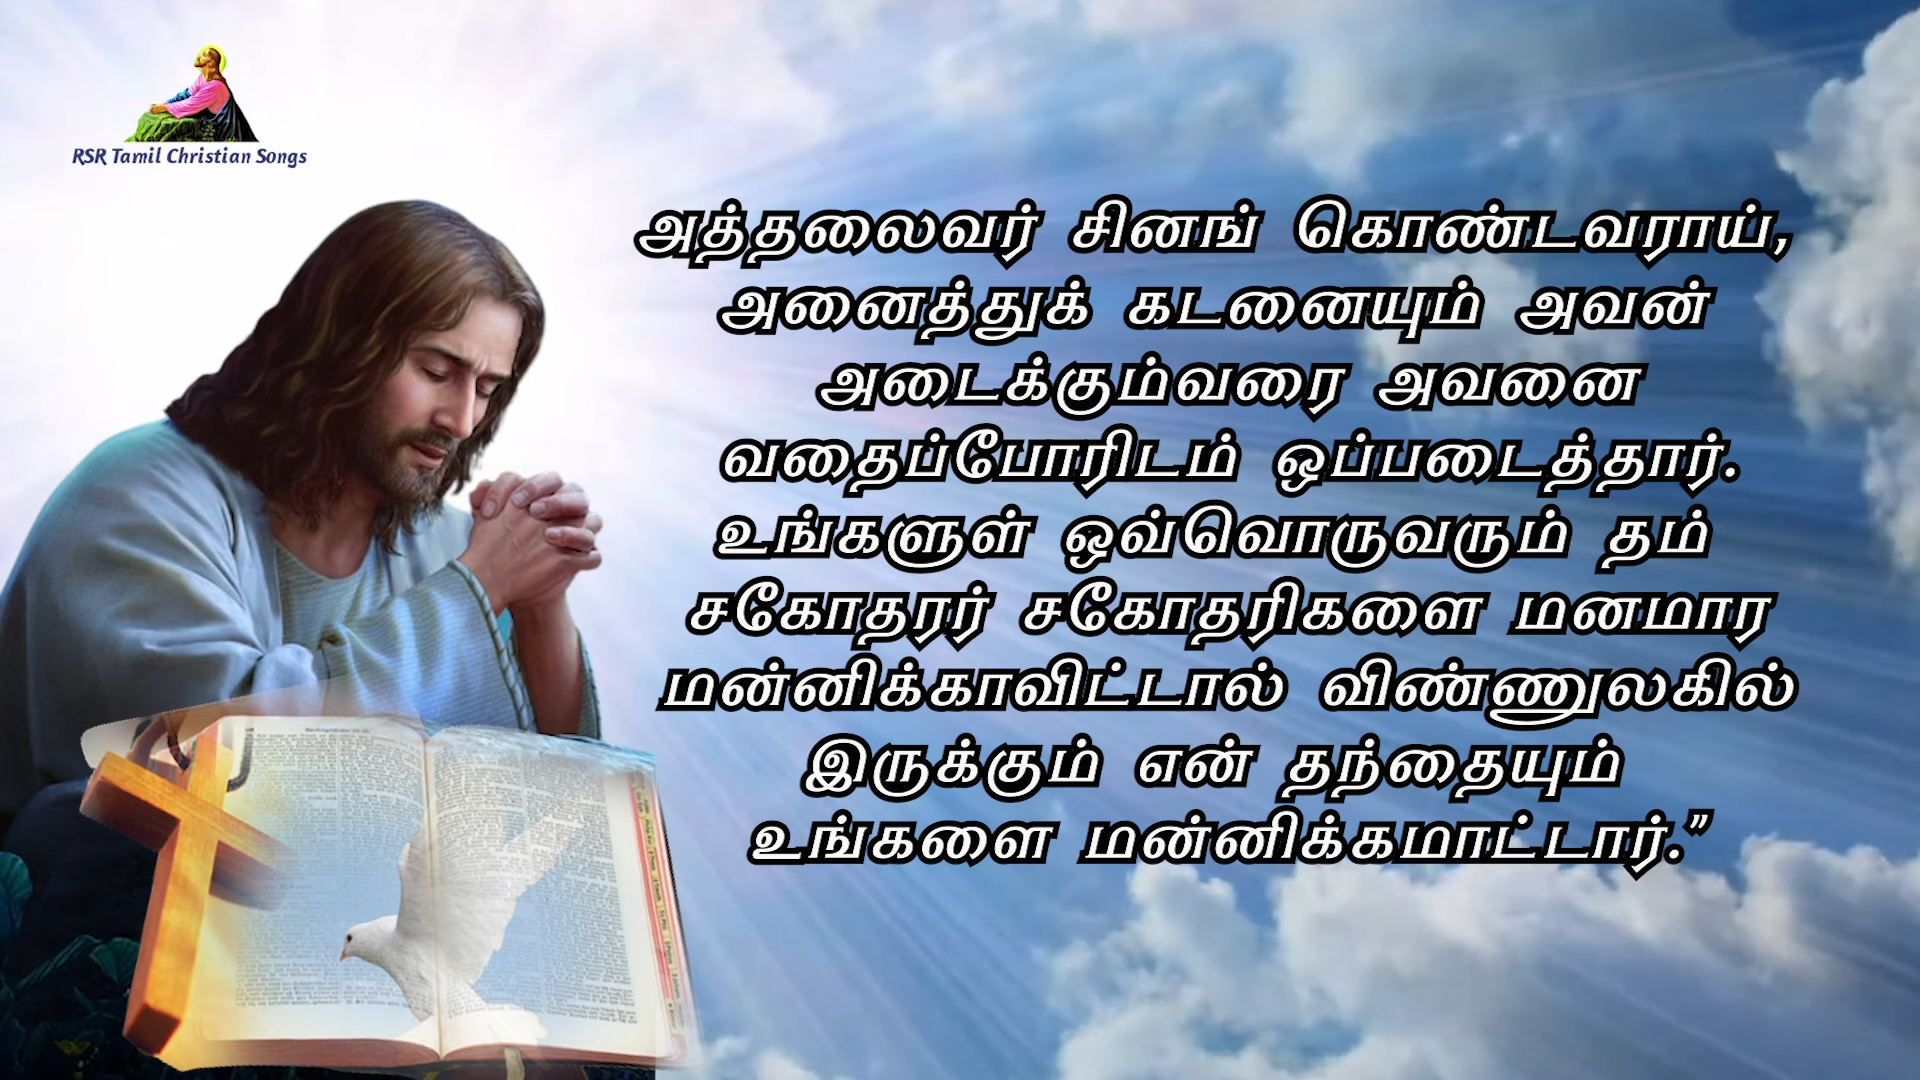 RSR Tamil Christian Songs
அத்தலைவர் சினங் கொண்டவராய்,
அனைத்துக் கடனையும் அவன்
அடைக்கும்வரை அவனை
வதைப்போரிடம் ஒப்படைத்தார்.
உங்களுள் ஒவ்வொருவரும் தம்
சகோதரர் சகோதரிகளை மனமார
மன்னிக்காவிட்டால் விண்ணுலகில்
இருக்கும் என் தந்தையும்
உங்களை மன்னிக்கமாட்டார்.”